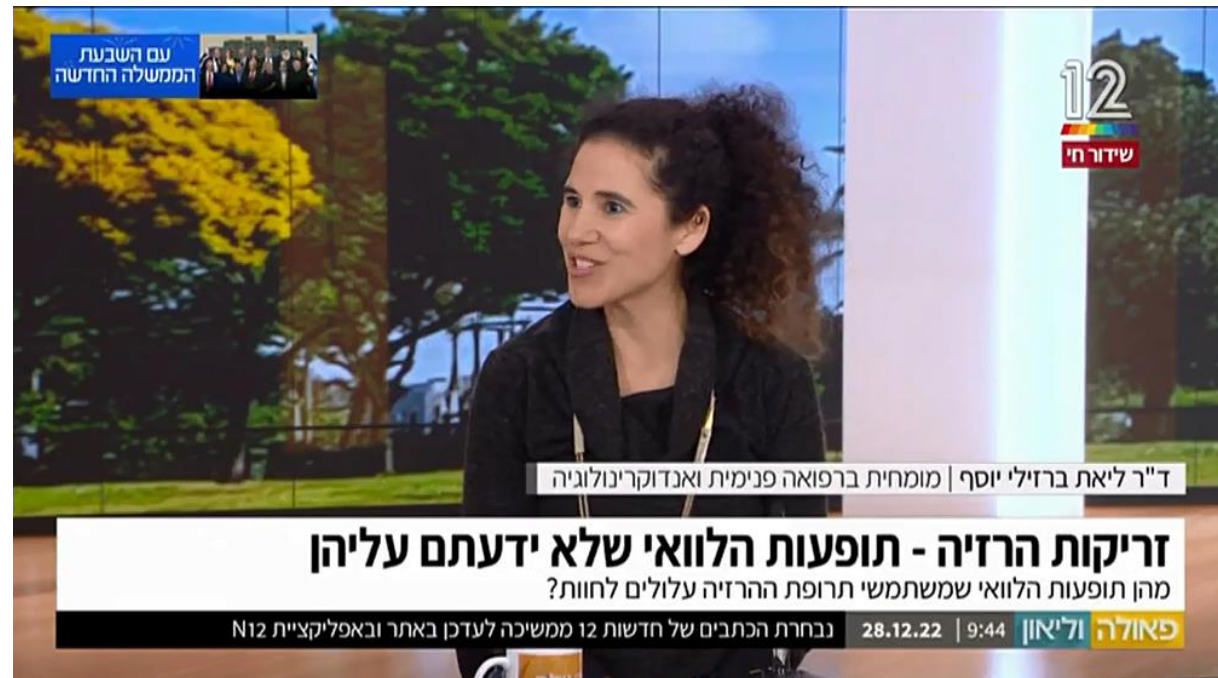 עם השבעת
הממשלה החדשה
12
שידור חי
ד"ר ליאת ברזילי יוסף | מומחית ברפואה פנימית ואנדוקרינולוגיה
זריקות הרזיה - תופעות הלוואי שלא ידעתם עליהן
מהן תופעות הלוואי שמשתמשי תרופת ההרזיה עלולים לחוות?
פאולה וליאון 9:44 | 28.12.22 נבחרת הכתבים של חדשות 12 ממשיכה לעדכן באתר ובאפליקציית N12